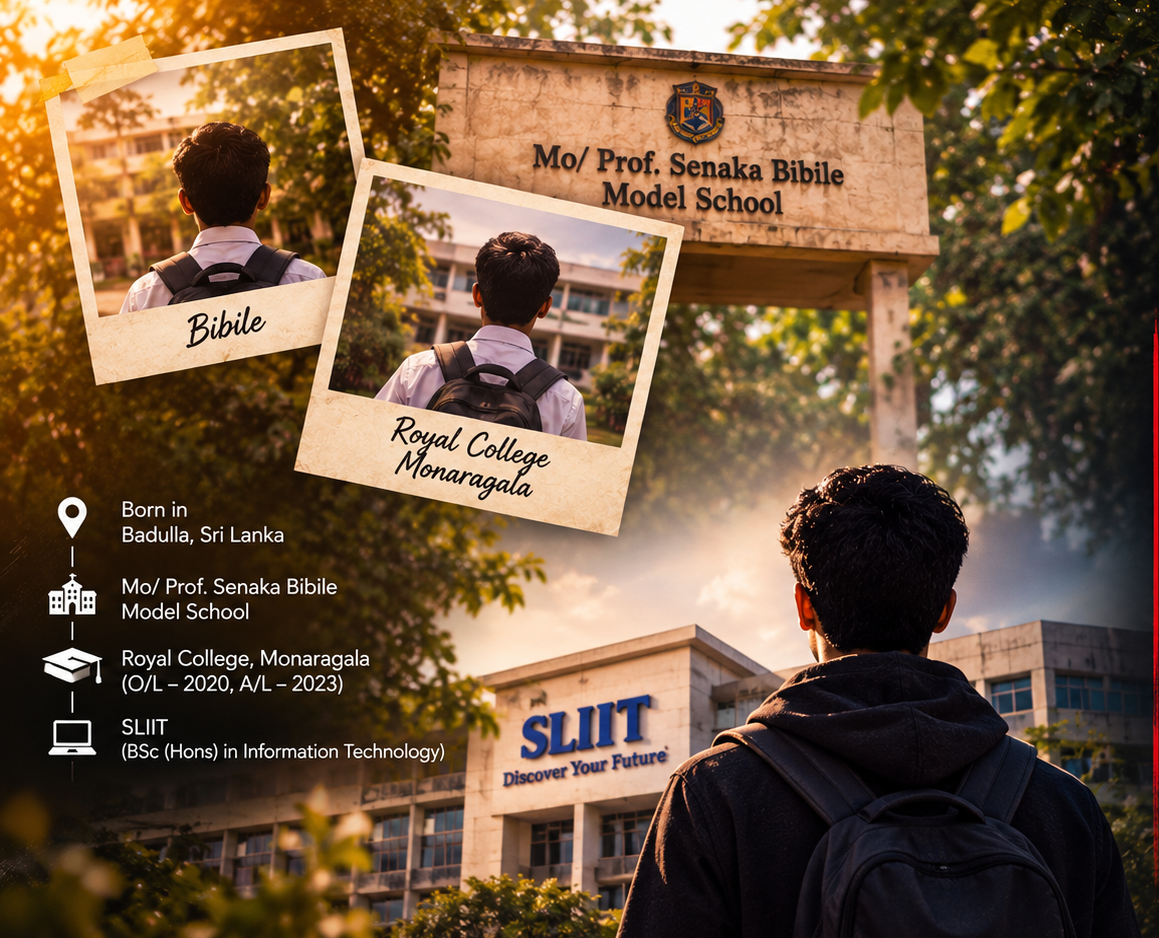 Mo/ Prof. Senaka Bibile
Model School
Bibile
Royal College
Monaragala
Born in
Badulla, Sri Lanka
Mo/ Prof. Senaka Bibile
Model School
Royal College, Monaragala
(O/L – 2020, A/L – 2023)
SLIIT
(BSc (Hons) in Information Technology)
SLIIT
Discover Your Future